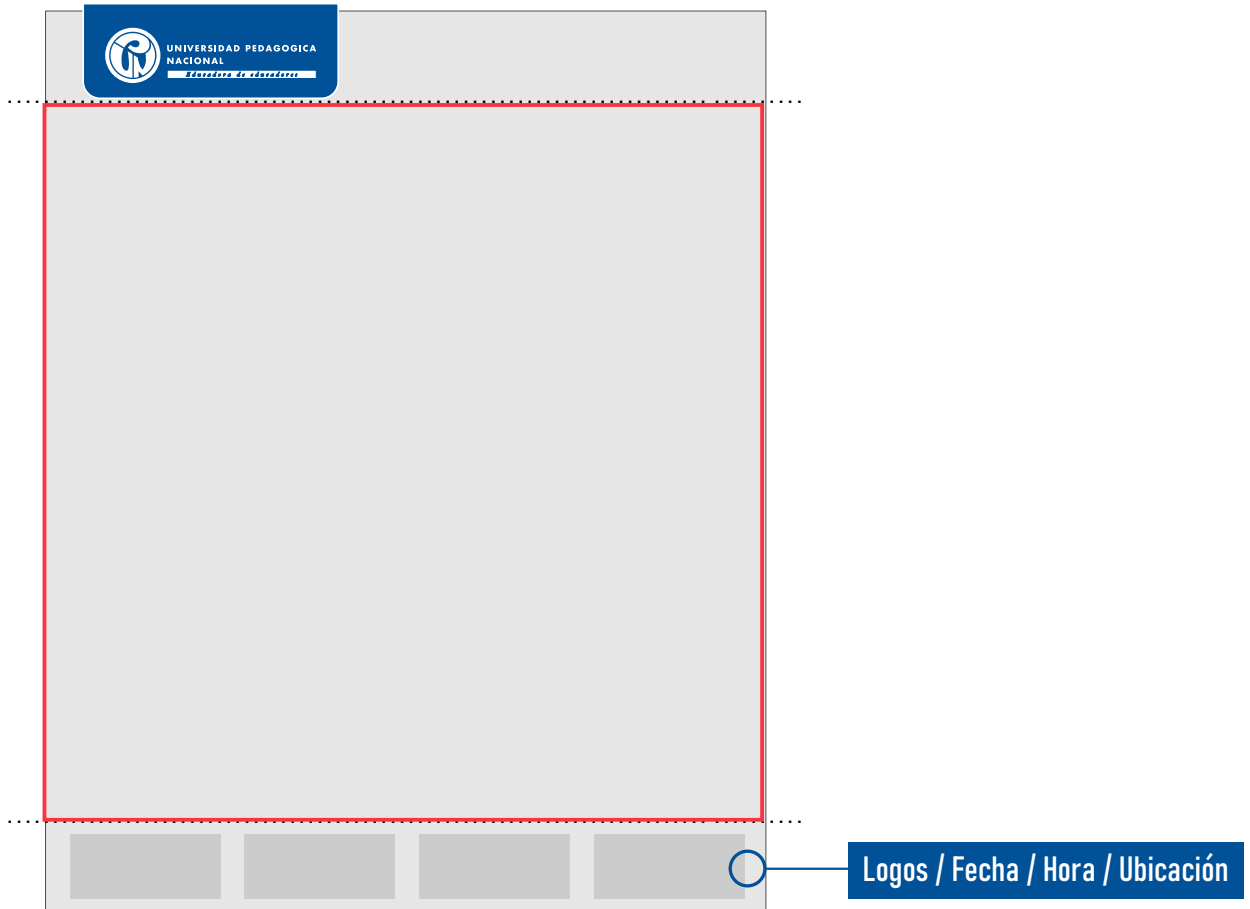 UNIVERSIDAD PEDAGOGICA
NACIONAL
Educadora de educadores
Logos / Fecha / Hora / Ubicación